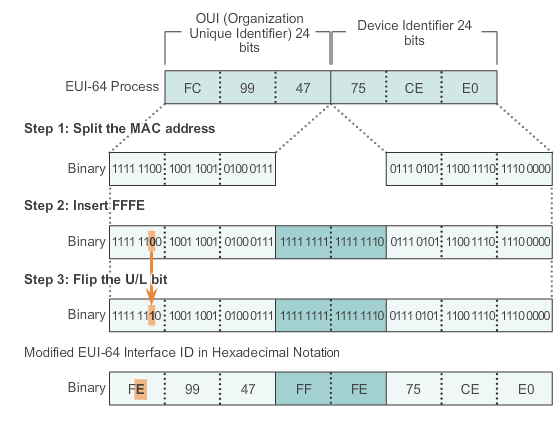 OUI (Organization
Unique Identifier) 24
bits
Device Identifier 24
bits
EUI-64 Process FC 99 47 75 CE E0
Step 1: Split the MAC address
Binary 1111 1100 1001 1001 0100 0111 0111 0101 1100 1110 1110 0000
Step 2: Insert FFFE
Binary 1111 1100 1001 1001 0100 0111 1111 1111 1111 1110 0111 0101 1100 1110 1110 0000
Step 3: Flip the U/L bit
Binary 1111 1110 1001 1001 0100 0111 1111 1111 1111 1110 0111 0101 1100 1110 1110 0000
Modified EUI-64 Interface ID in Hexadecimal Notation
Binary FE 99 47 FF FE 75 CE E0